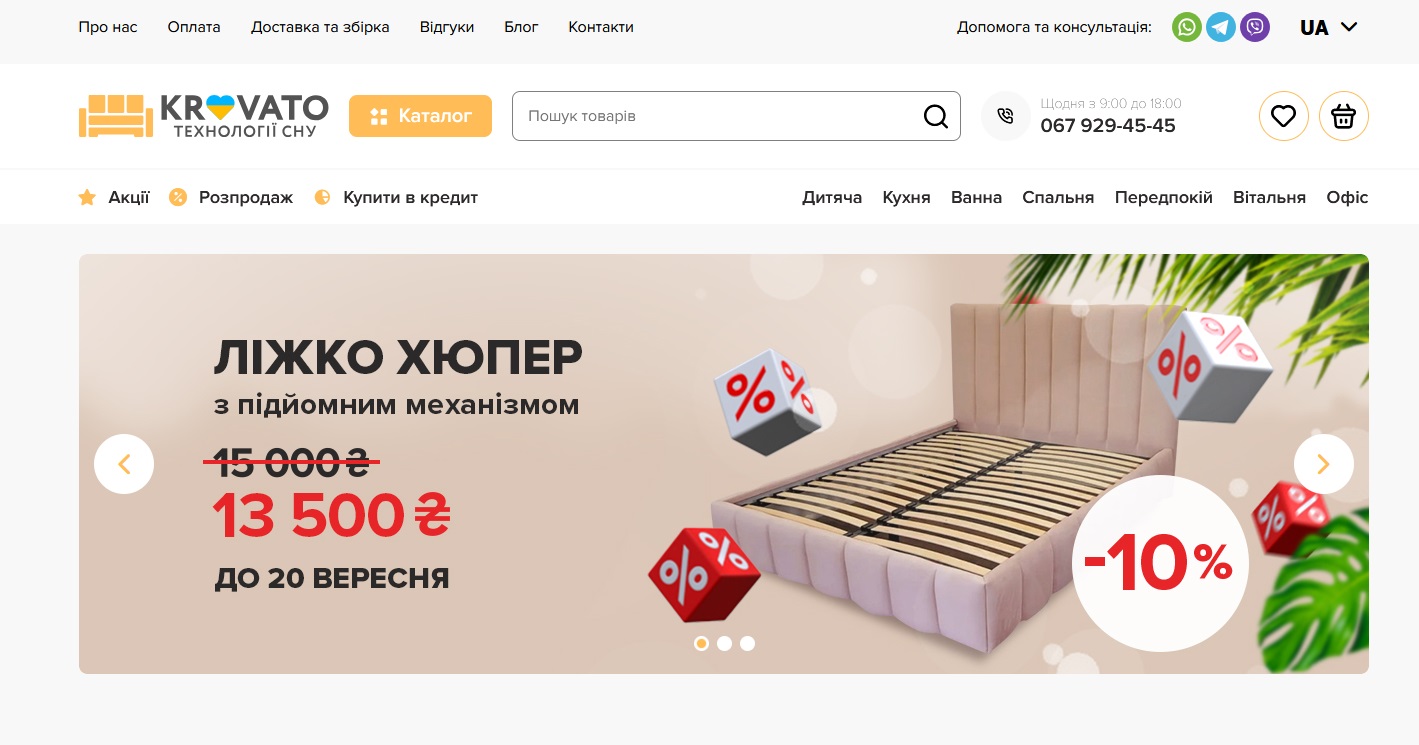 Про нас Оплата Доставка та збірка Відгуки Блог Контакти Допомога та консультація: UA
KROVATO
ТЕХНОЛОГІЇ СНУ
Каталог
Пошук товарів
Щодня з 9:00 до 18:00
067 929-45-45
Акції Розпродаж Купити в кредит Дитяча Кухня Ванна Спальня Передпокій Вітальня Офіс
ЛІЖКО ХЮПЕР
з підйомним механізмом
15 000 ₴
13 500 ₴
ДО 20 ВЕРЕСНЯ
% %
% %
% %
% %
-10%